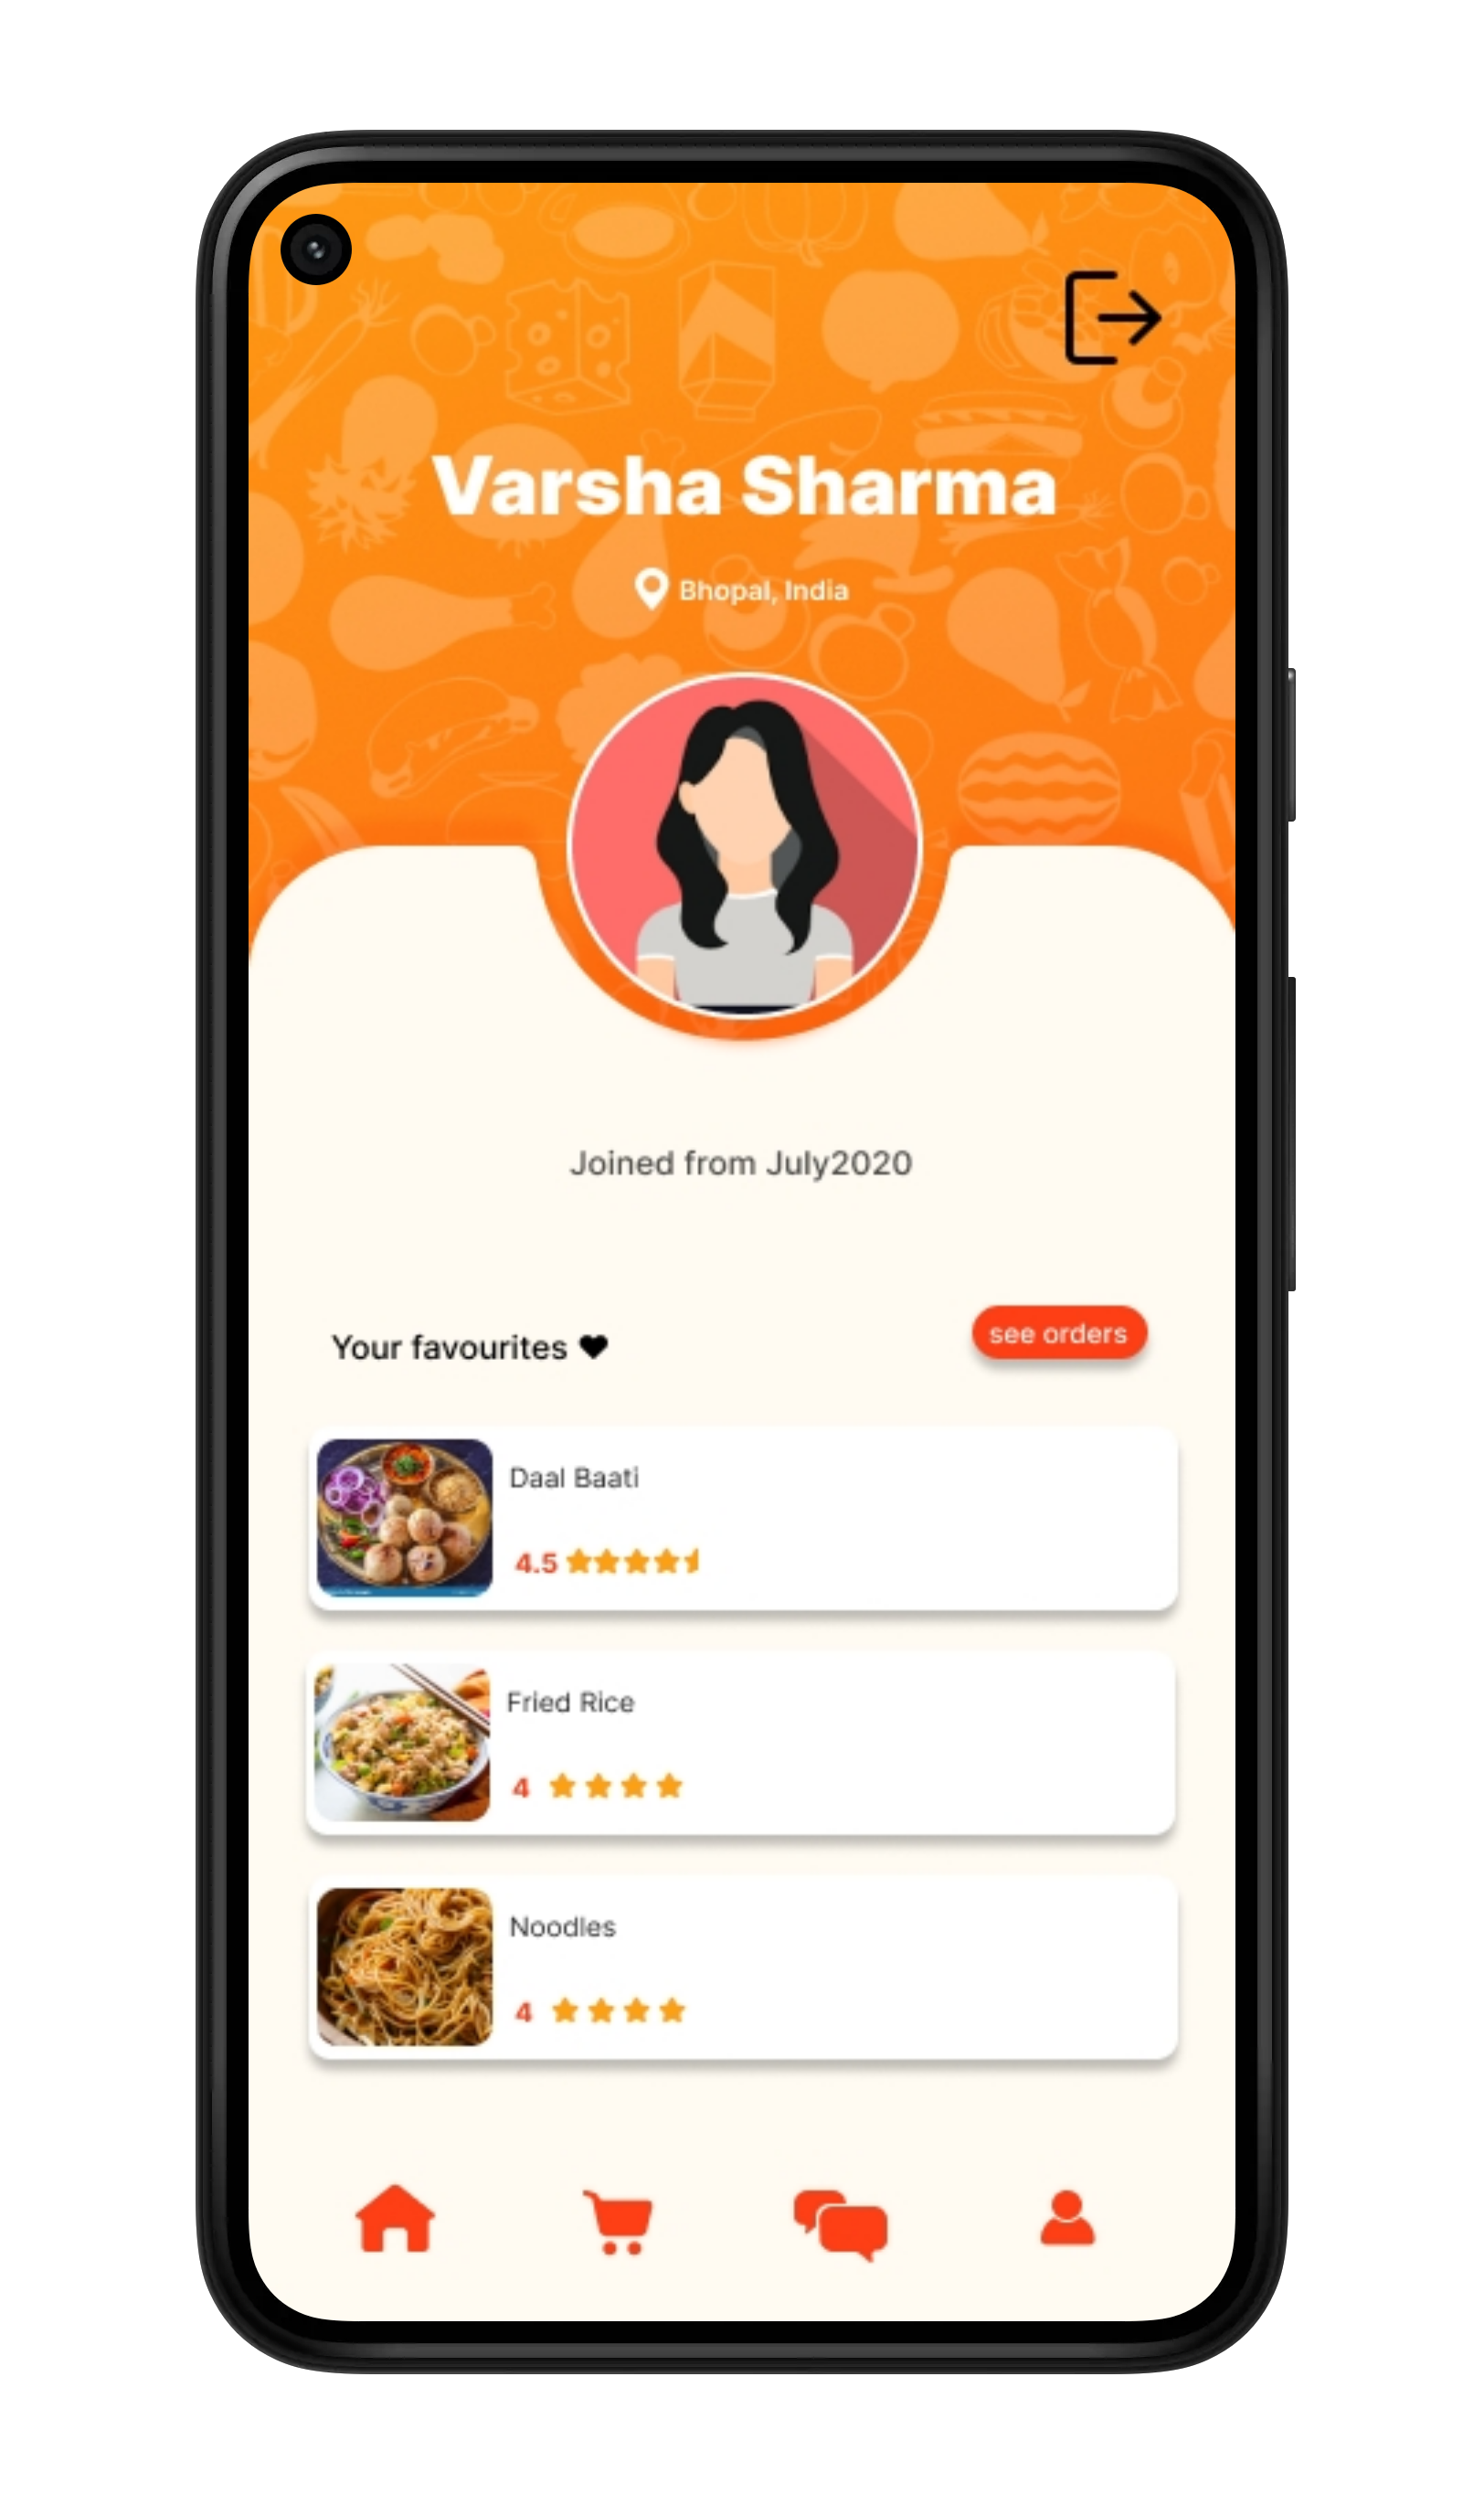 Varsha Sharma
Bhopal, India
Joined from July2020
Your favourites
see orders
Daal Baati
4.5
Fried Rice
4
Noodles
4